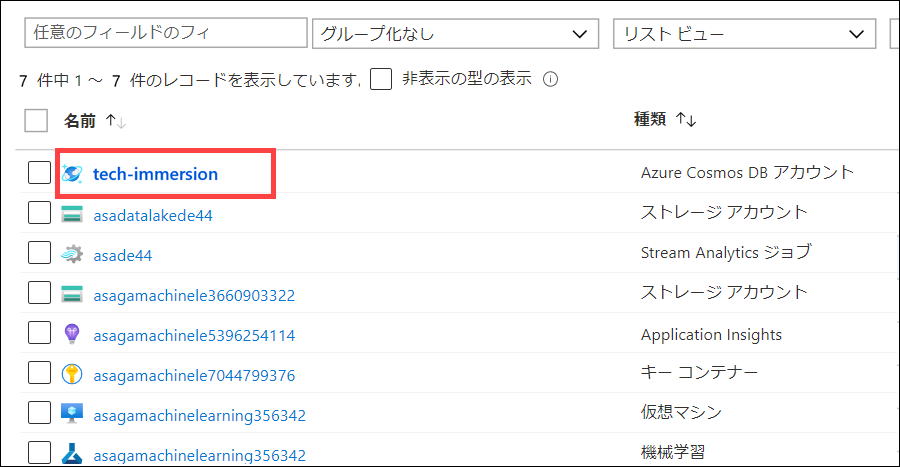 任意のフィールドのフィ グループ化なし リスト ビュー
7 件中 1 ～ 7 件のレコードを表示しています。 非表示の型の表示
名前 ↑↓ 種類 ↑↓
tech-immersion Azure Cosmos DB アカウント
asadatalakede44 ストレージ アカウント
asade44 Stream Analytics ジョブ
asagamachinele3660903322 ストレージ アカウント
asagamachinele5396254114 Application Insights
asagamachinele7044799376 キー コンテナー
asagamachinelearning356342 仮想マシン
asagamachinelearning356342 機械学習